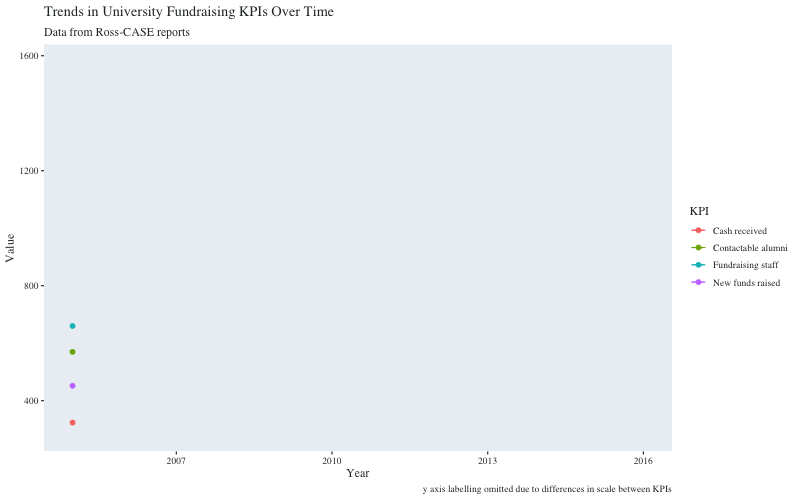 Trends in University Fundraising KPIs Over Time
Data from Ross-CASE reports
1600
1200
800
400
Value
2007
2010
2013
2016
Year
KPI
Cash received
Contactable alumni
Fundraising staff
New funds raised
y axis labelling omitted due to differences in scale between KPIs